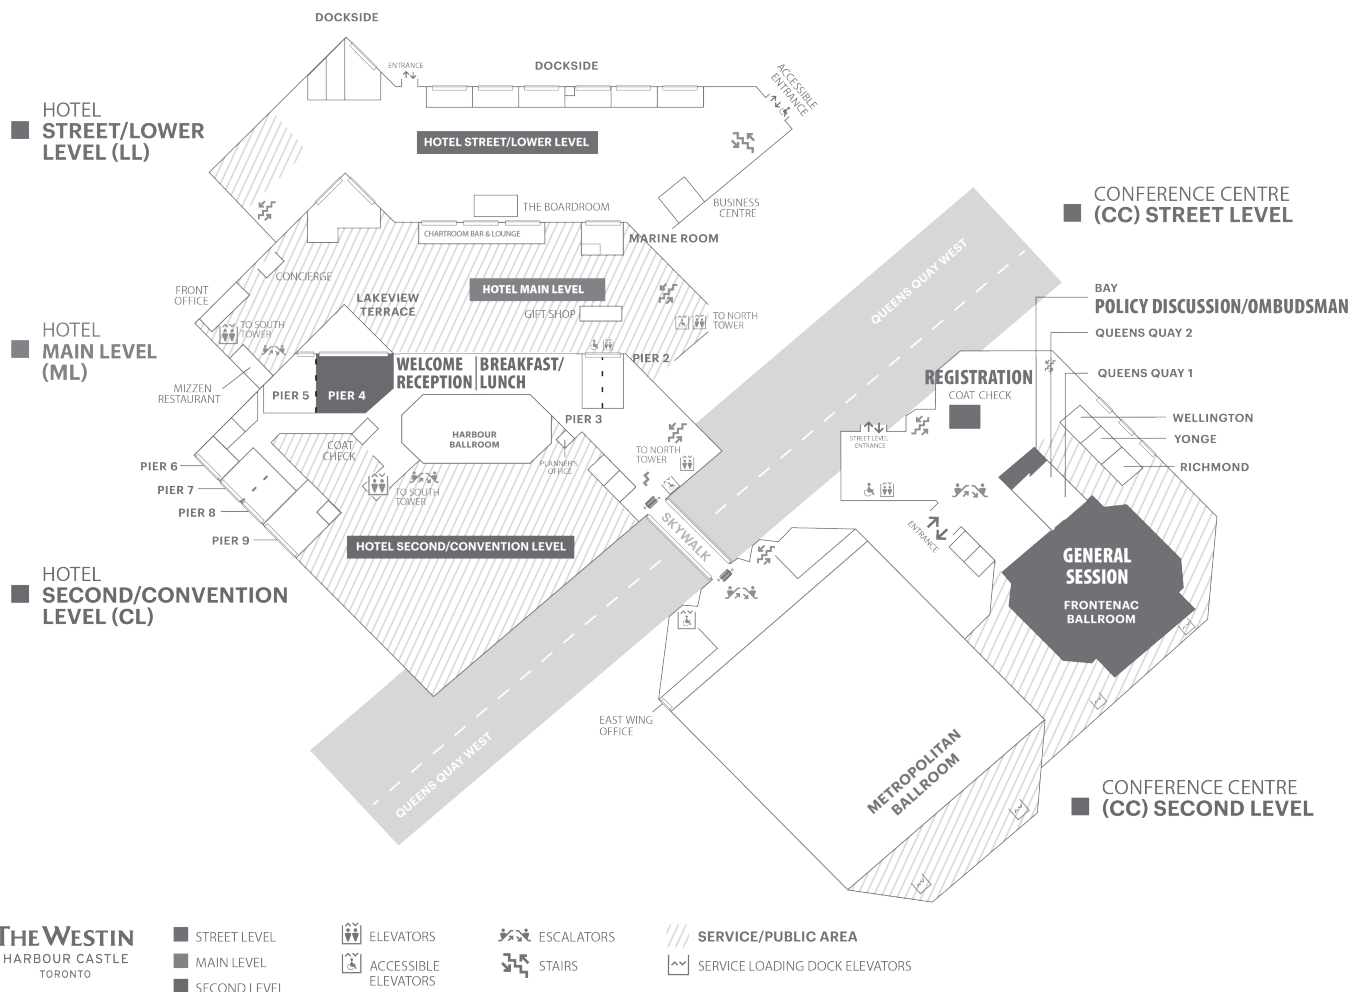 DOCKSIDE
ENTRANCE
DOCKSIDE
ACCESSIBLE
ENTRANCE
HOTEL
STREET/LOWER
LEVEL (LL)
HOTEL STREET/LOWER LEVEL
THE BOARDROOM
BUSINESS
CENTRE
CHARTROOM BAR & LOUNGE
MARINE ROOM
CONFERENCE CENTRE
(CC) STREET LEVEL
QUEENS QUAY WEST
CONCIERGE
FRONT
OFFICE
LAKEVIEW
TERRACE
HOTEL MAIN LEVEL
GIFT SHOP
TO SOUTH
TOWER
TO NORTH
TOWER
BAY
POLICY DISCUSSION/OMBUDSMAN
QUEENS QUAY 2
QUEENS QUAY 1
HOTEL
MAIN LEVEL
(ML)
MIZZEN
RESTAURANT
PIER 5
PIER 4
WELCOME
RECEPTION
BREAKFAST/
LUNCH
PIER 2
PIER 3
REGISTRATION
COAT CHECK
WELLINGTON
YONGE
RICHMOND
STREET LEVEL
ENTRANCE
HARBOUR
BALLROOM
COAT
CHECK
PLANNER'S
OFFICE
TO NORTH
TOWER
TO SOUTH
TOWER
PIER 6
PIER 7
PIER 8
PIER 9
SKYWALK
ENTRANCE
HOTEL SECOND/CONVENTION LEVEL
GENERAL
SESSION
FRONTENAC
BALLROOM
HOTEL
SECOND/CONVENTION
LEVEL (CL)
EAST WING
OFFICE
QUEENS QUAY WEST
METROPOLITAN
BALLROOM
CONFERENCE CENTRE
(CC) SECOND LEVEL
THE WESTIN
HARBOUR CASTLE
TORONTO
STREET LEVEL
MAIN LEVEL
SECOND LEVEL
ELEVATORS
ACCESSIBLE
ELEVATORS
ESCALATORS
STAIRS
SERVICE/PUBLIC AREA
SERVICE LOADING DOCK ELEVATORS